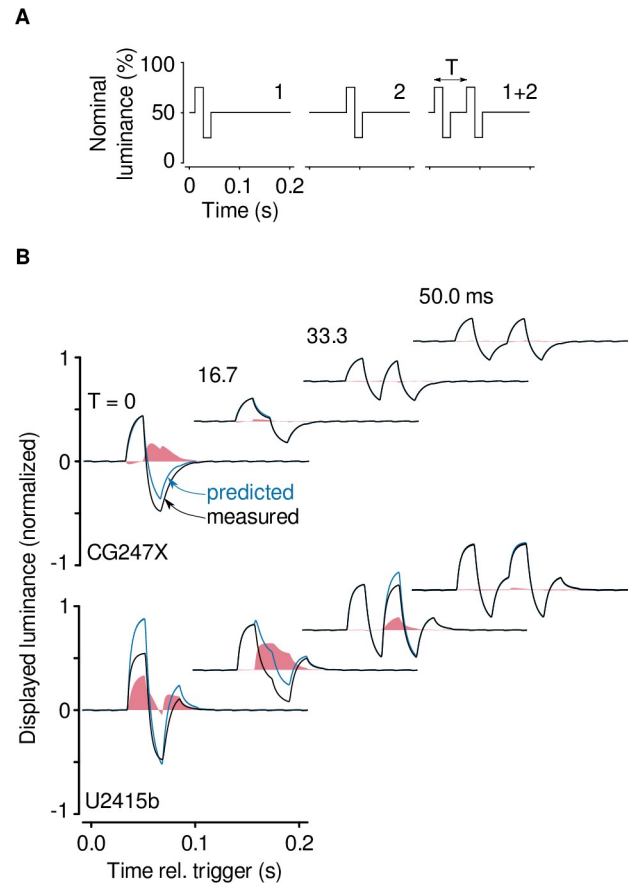 A
Nominal
luminance (%)
100
50
0
1
2
T
1+2
0
0.1
0.2
Time (s)
B
50.0 ms
33.3
16.7
T = 0
predicted
measured
CG247X
1
0
-1
Displayed luminance (normalized)
1
0
-1
U2415b
0.0
0.1
0.2
Time rel. trigger (s)